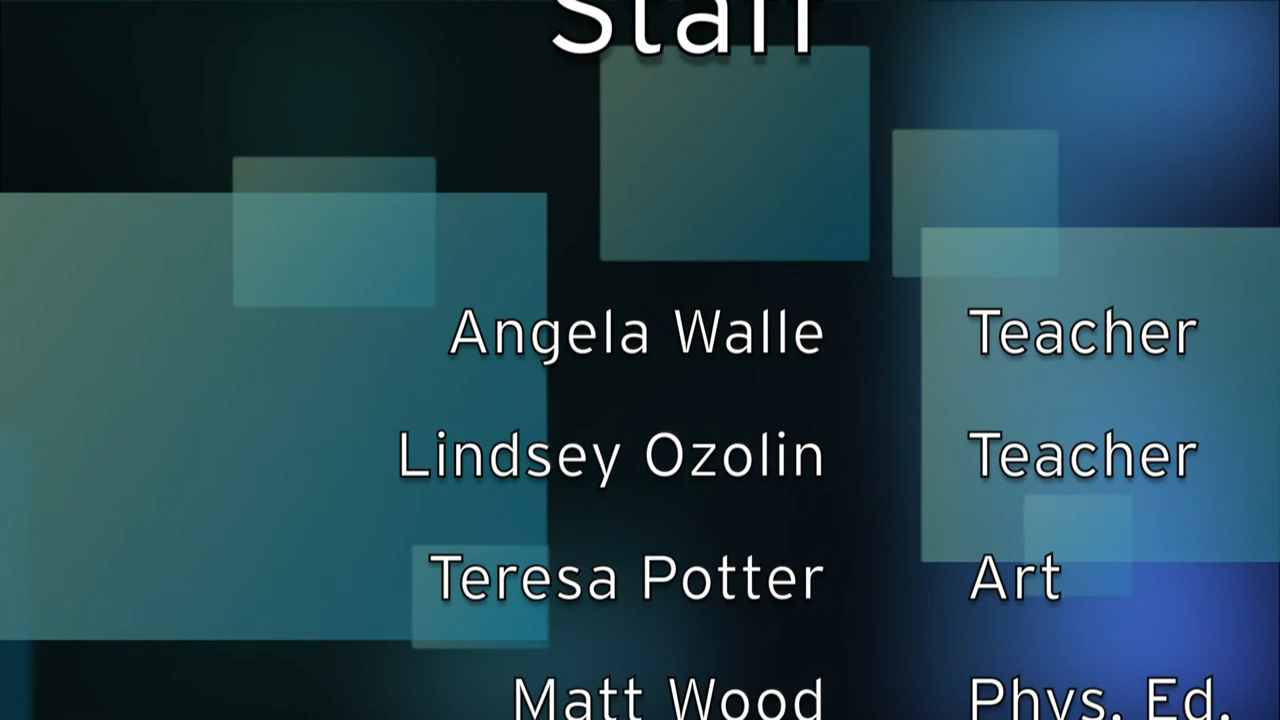 Staff
Angela Walle Teacher
Lindsey Ozolin Teacher
Teresa Potter Art
Matt Wood Phys. Ed.